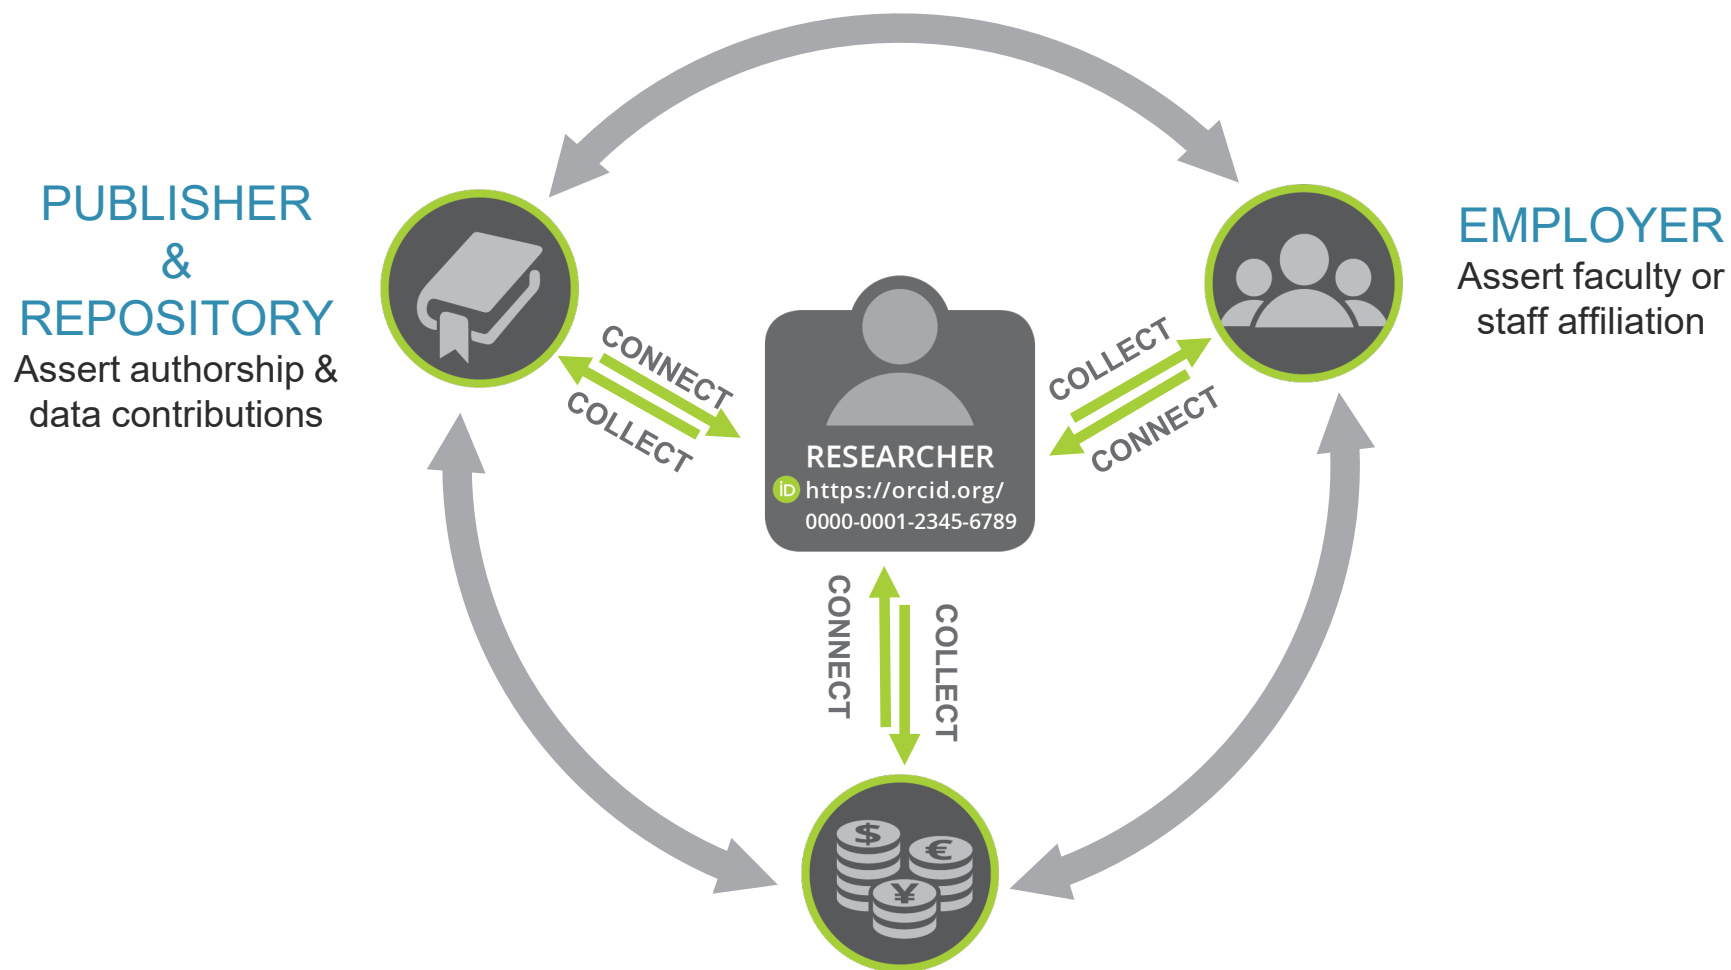 PUBLISHER
&
REPOSITORY
Assert authorship &
data contributions
EMPLOYER
Assert faculty or
staff affiliation
CONNECT
COLLECT
COLLECT
CONNECT
RESEARCHER
iD https://orcid.org/
0000-0001-2345-6789
CONNECT
COLLECT
$
€
¥